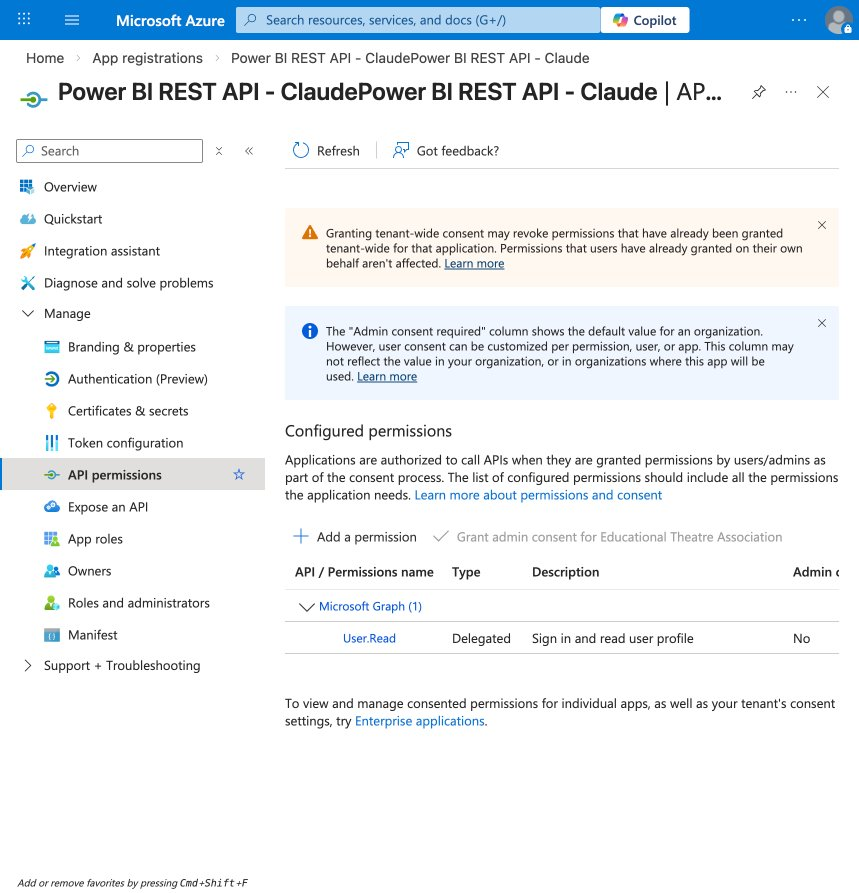 Microsoft Azure
Search resources, services, and docs (G+/)
Copilot
Home
App registrations
Power BI REST API - ClaudePower BI REST API - Claude
Power BI REST API - ClaudePower BI REST API - Claude | AP...
Search
Overview
Quickstart
Integration assistant
Diagnose and solve problems
Manage
Branding & properties
Authentication (Preview)
Certificates & secrets
Token configuration
API permissions
Expose an API
App roles
Owners
Roles and administrators
Manifest
Support + Troubleshooting
Refresh
Got feedback?
Granting tenant-wide consent may revoke permissions that have already been granted
tenant-wide for that application. Permissions that users have already granted on their own
behalf aren't affected. Learn more
The "Admin consent required" column shows the default value for an organization.
However, user consent can be customized per permission, user, or app. This column may
not reflect the value in your organization, or in organizations where this app will be
used. Learn more
Configured permissions
Applications are authorized to call APIs when they are granted permissions by users/admins as
part of the consent process. The list of configured permissions should include all the permissions
the application needs. Learn more about permissions and consent
Add a permission
Grant admin consent for Educational Theatre Association
API / Permissions name Type Description Admin c
Microsoft Graph (1)
User.Read Delegated Sign in and read user profile No
To view and manage consented permissions for individual apps, as well as your tenant's consent
settings, try Enterprise applications.
Add or remove favorites by pressing Cmd+Shift+F